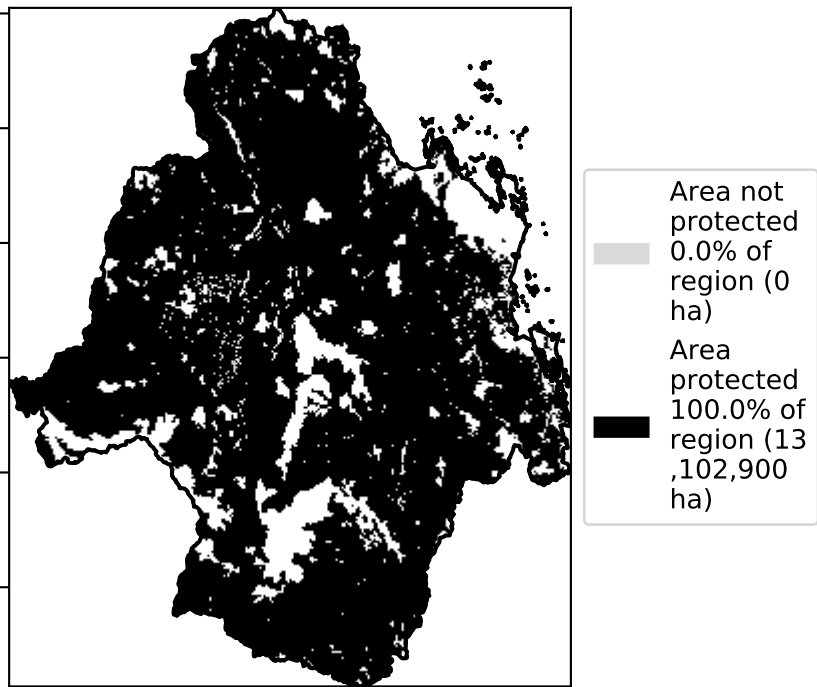 Area not
protected
0.0% of
region (0
ha)
Area
protected
100.0% of
region (13
,102,900
ha)